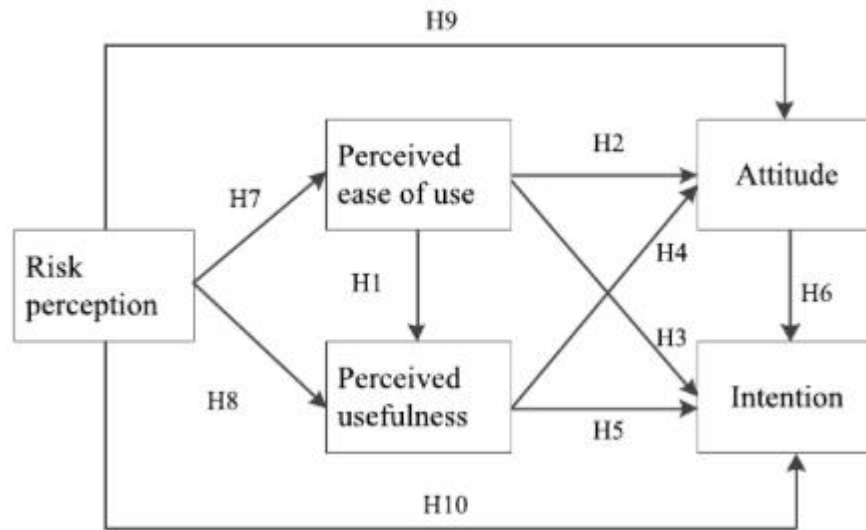 H9
Perceived
ease of use
H2
Attitude
H7
H4
Risk
perception
H1
H6
H3
Perceived
usefulness
H8
H5
Intention
H10